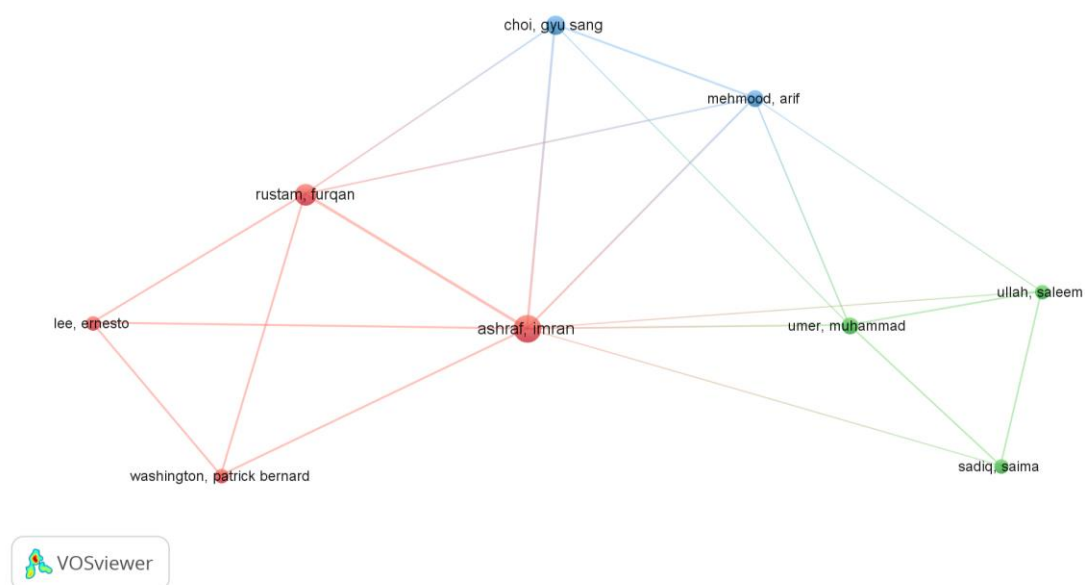 choi, gyu sang
mehmood, arif
rustam, furqan
ullah, saleem
lee, ernesto
ashraf, imran
umer, muhammad
washington, patrick bernard
sadiq, saima
VOSviewer